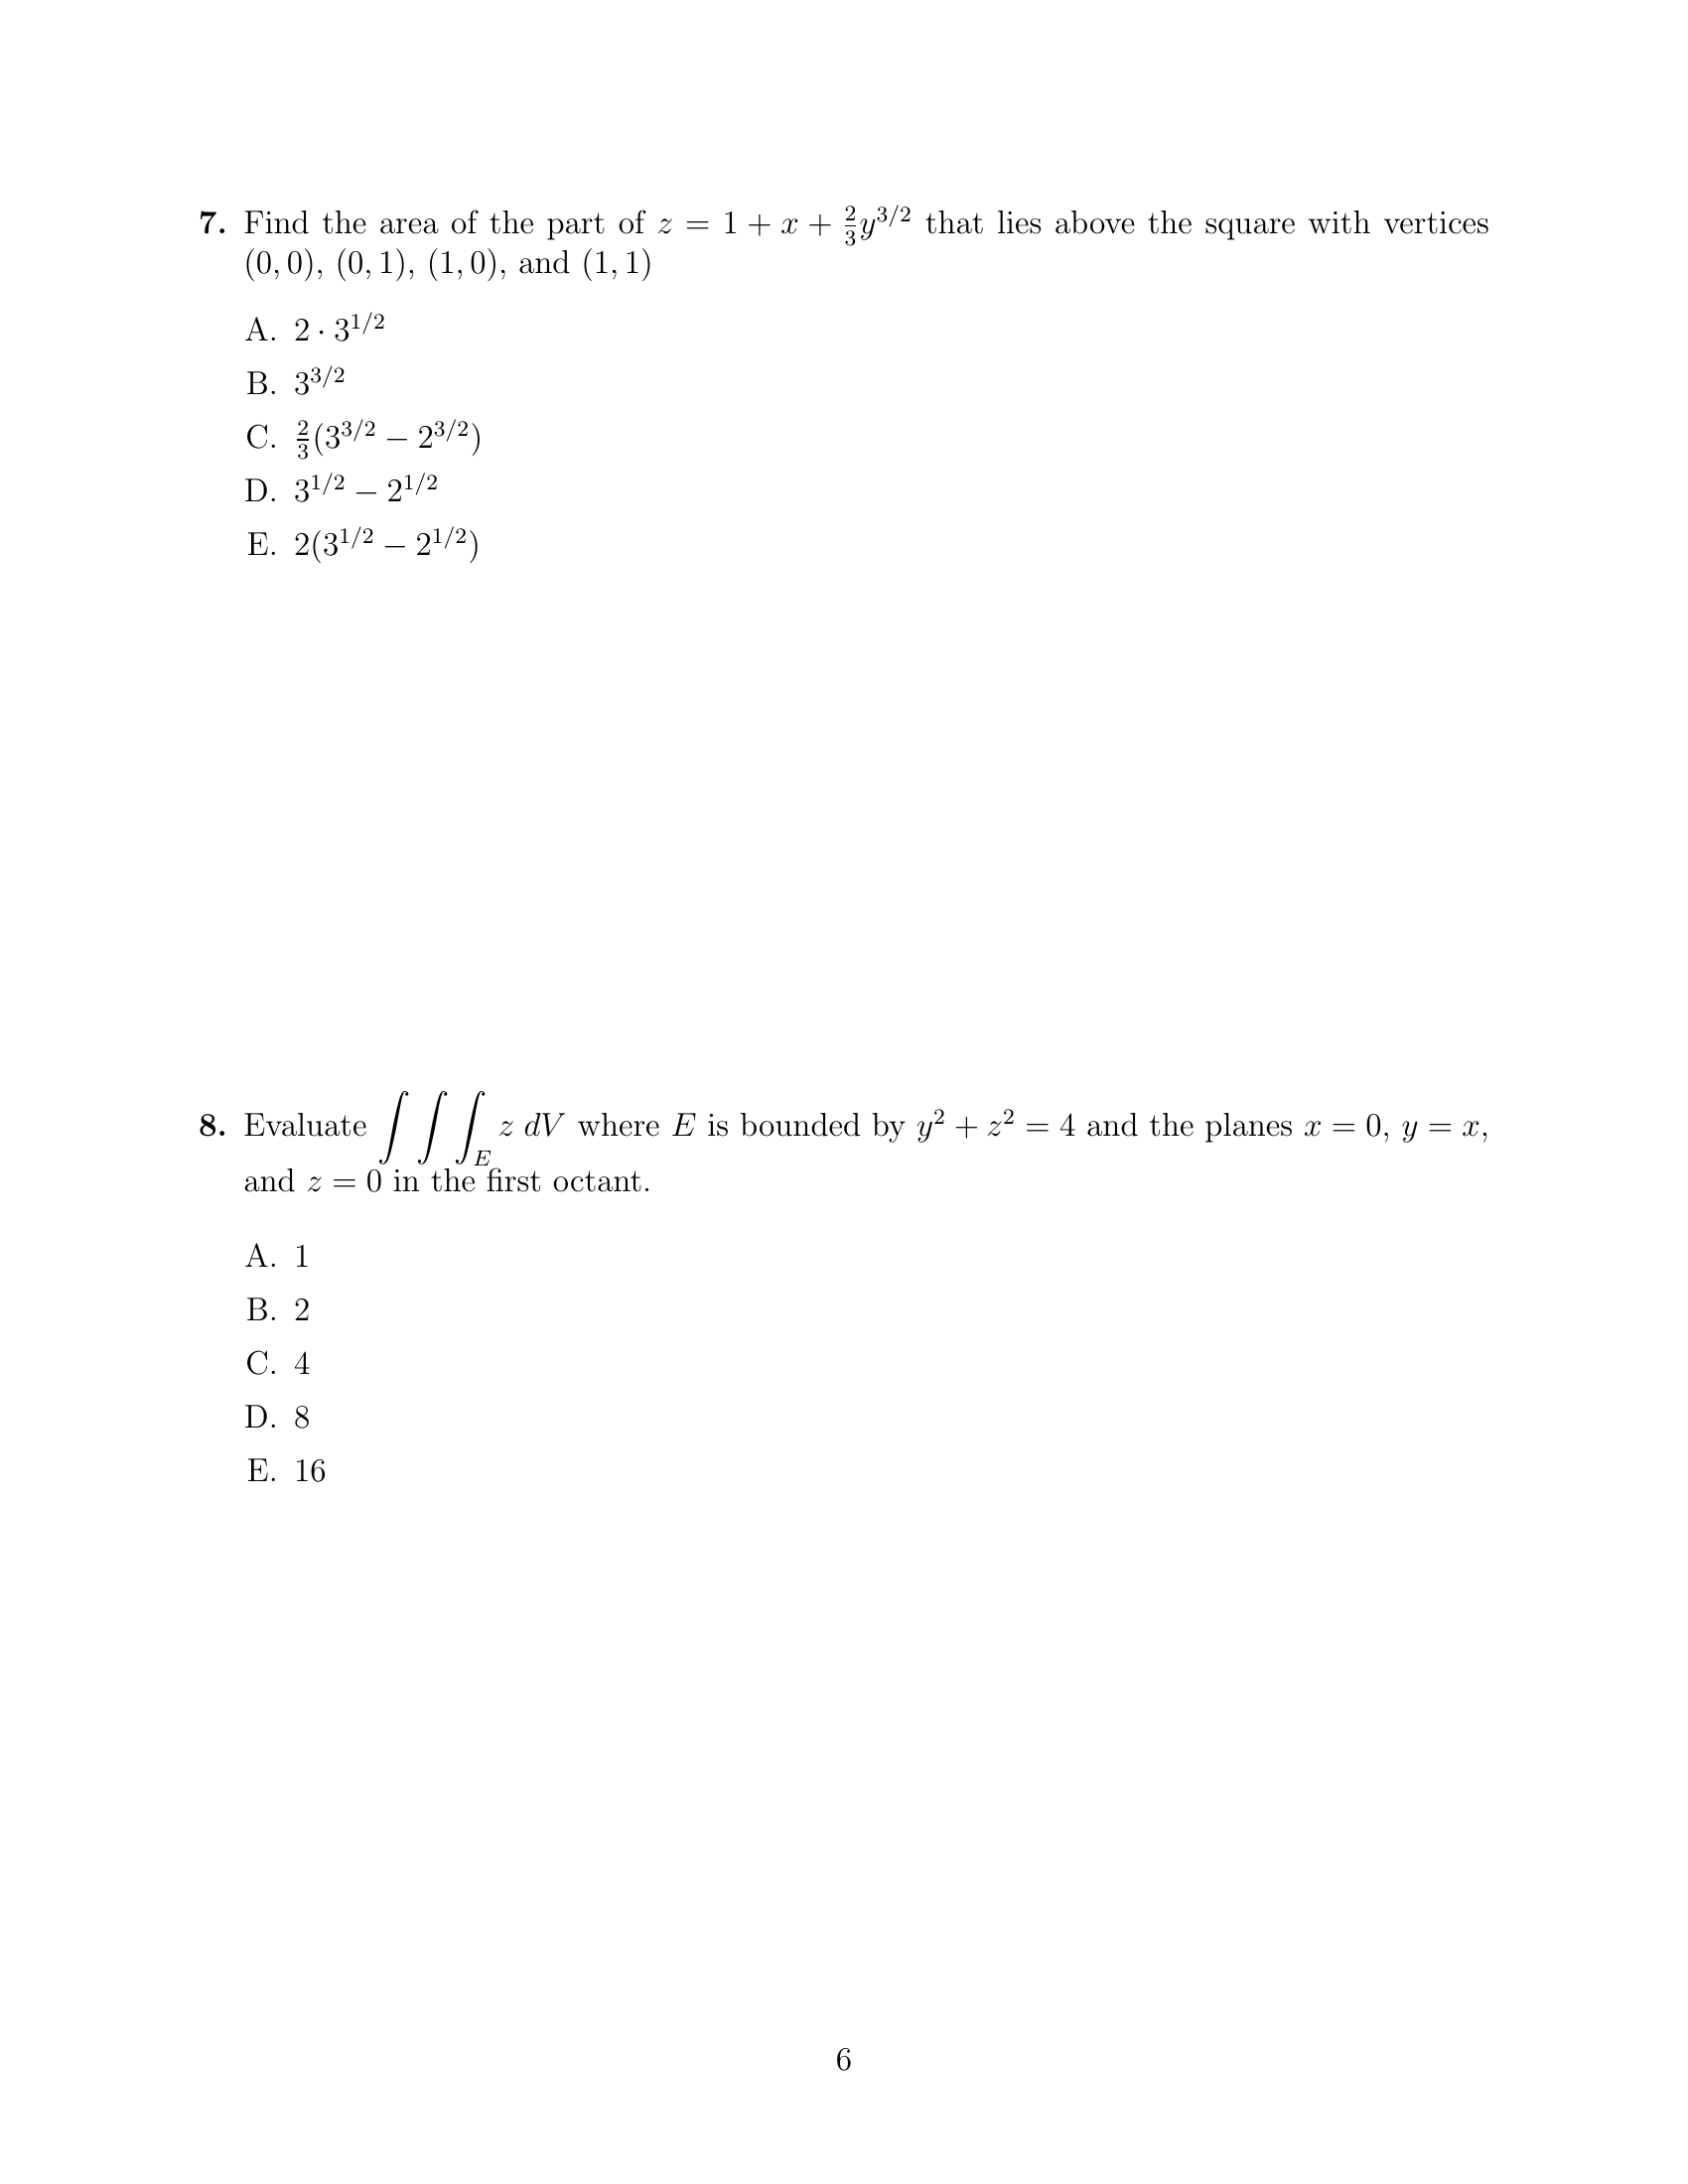 7. Find the area of the part of z = 1 + x + \frac{2}{3}y^{3/2} that lies above the square with vertices
(0, 0), (0, 1), (1, 0), and (1, 1)
A. 2 · 3^{1/2}
B. 3^{3/2}
C. \frac{2}{3}(3^{3/2} − 2^{3/2})
D. 3^{1/2} − 2^{1/2}
E. 2(3^{1/2} − 2^{1/2})
8. Evaluate ∫∫∫_E z dV where E is bounded by y^2 + z^2 = 4 and the planes x = 0, y = x,
and z = 0 in the first octant.
A. 1
B. 2
C. 4
D. 8
E. 16
6